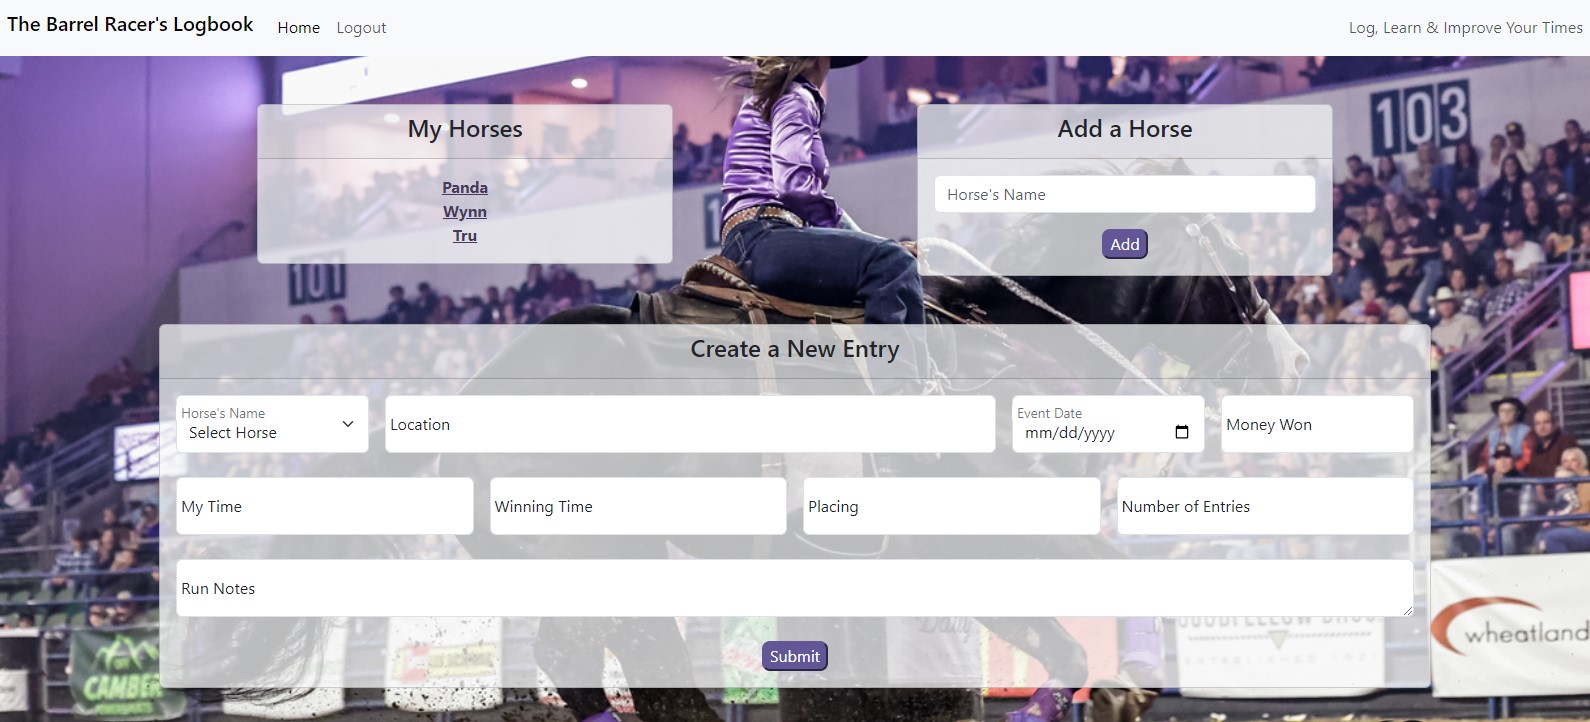 The Barrel Racer's Logbook Home Logout Log, Learn & Improve Your Times
103
My Horses
Add a Horse
Panda
Wynn
Tru
Horse's Name
Add
101
Create a New Entry
Horse's Name
Select Horse
Location
Event Date
mm/dd/yyyy
Money Won
My Time
Winning Time
Placing
Number of Entries
Run Notes
Submit
wheatland